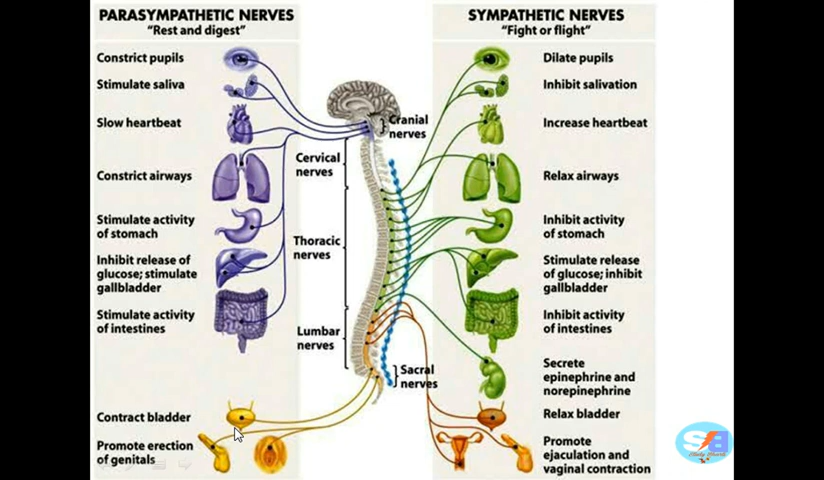 PARASYMPATHETIC NERVES
"Rest and digest"
Constrict pupils
Stimulate saliva
Slow heartbeat
Constrict airways
Stimulate activity
of stomach
Inhibit release of
glucose; stimulate
gallbladder
Stimulate activity
of intestines
Contract bladder
Promote erection
of genitals
Cranial
nerves
Cervical
nerves
Thoracic
nerves
Lumbar
nerves
Sacral
nerves
SYMPATHETIC NERVES
"Fight or flight"
Dilate pupils
Inhibit salivation
Increase heartbeat
Relax airways
Inhibit activity
of stomach
Stimulate release
of glucose; inhibit
gallbladder
Inhibit activity
of intestines
Secrete
epinephrine and
norepinephrine
Relax bladder
Promote
ejaculation and
vaginal contraction